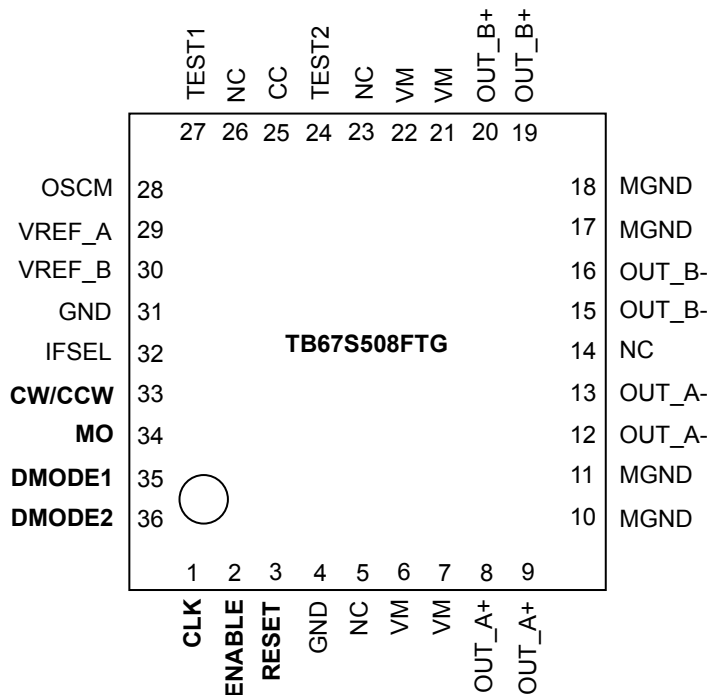 TEST1
NC
CC
TEST2
NC
VM
VM
OUT_B+
OUT_B+
27 26 25 24 23 22 21 20 19
OSCM 28
VREF_A 29
VREF_B 30
GND 31
IFSEL 32
CW/CCW 33
MO 34
DMODE1 35
DMODE2 36
TB67S508FTG
18 MGND
17 MGND
16 OUT_B-
15 OUT_B-
14 NC
13 OUT_A-
12 OUT_A-
11 MGND
10 MGND
1 2 3 4 5 6 7 8 9
CLK
ENABLE
RESET
GND
NC
VM
VM
OUT_A+
OUT_A+